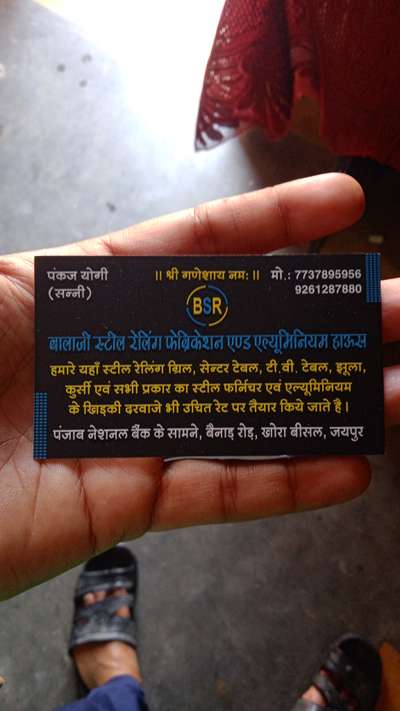 पंकज योगी
(सन्नी)
।। श्री गणेशाय नमः ।।
मो.: 7737895956
9261287880
BSR
बालाजी स्टील रेलिंग फेब्रिकेशन एण्ड एल्यूमिनियम हाऊस
हमारे यहाँ स्टील रेलिंग ग्रिल, सेन्टर टेबल, टी.वी. टेबल, झूला,
कुर्सी एवं सभी प्रकार का स्टील फर्निचर एवं एल्यूमिनियम
के खिड़की दरवाजे भी उचित रेट पर तैयार किये जाते है।
पंजाब नेशनल बैंक के सामने, बैनाड़ रोड़, खोरा बीसल, जयपुर